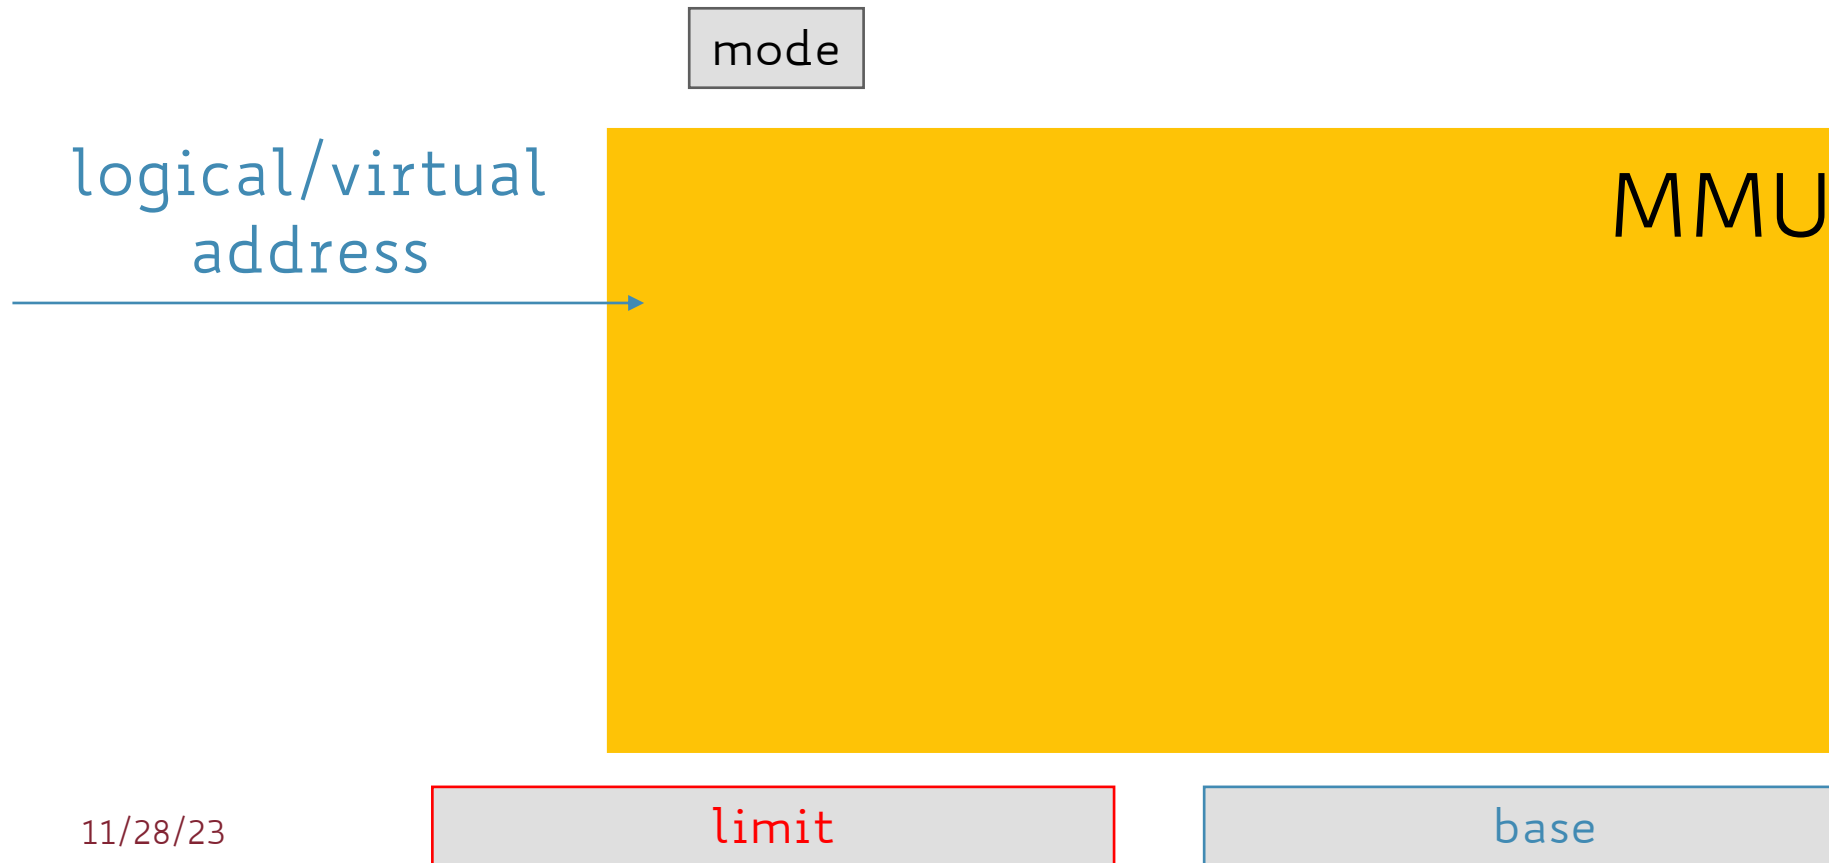 mode
logical/virtual
address
MMU
limit
base
11/28/23